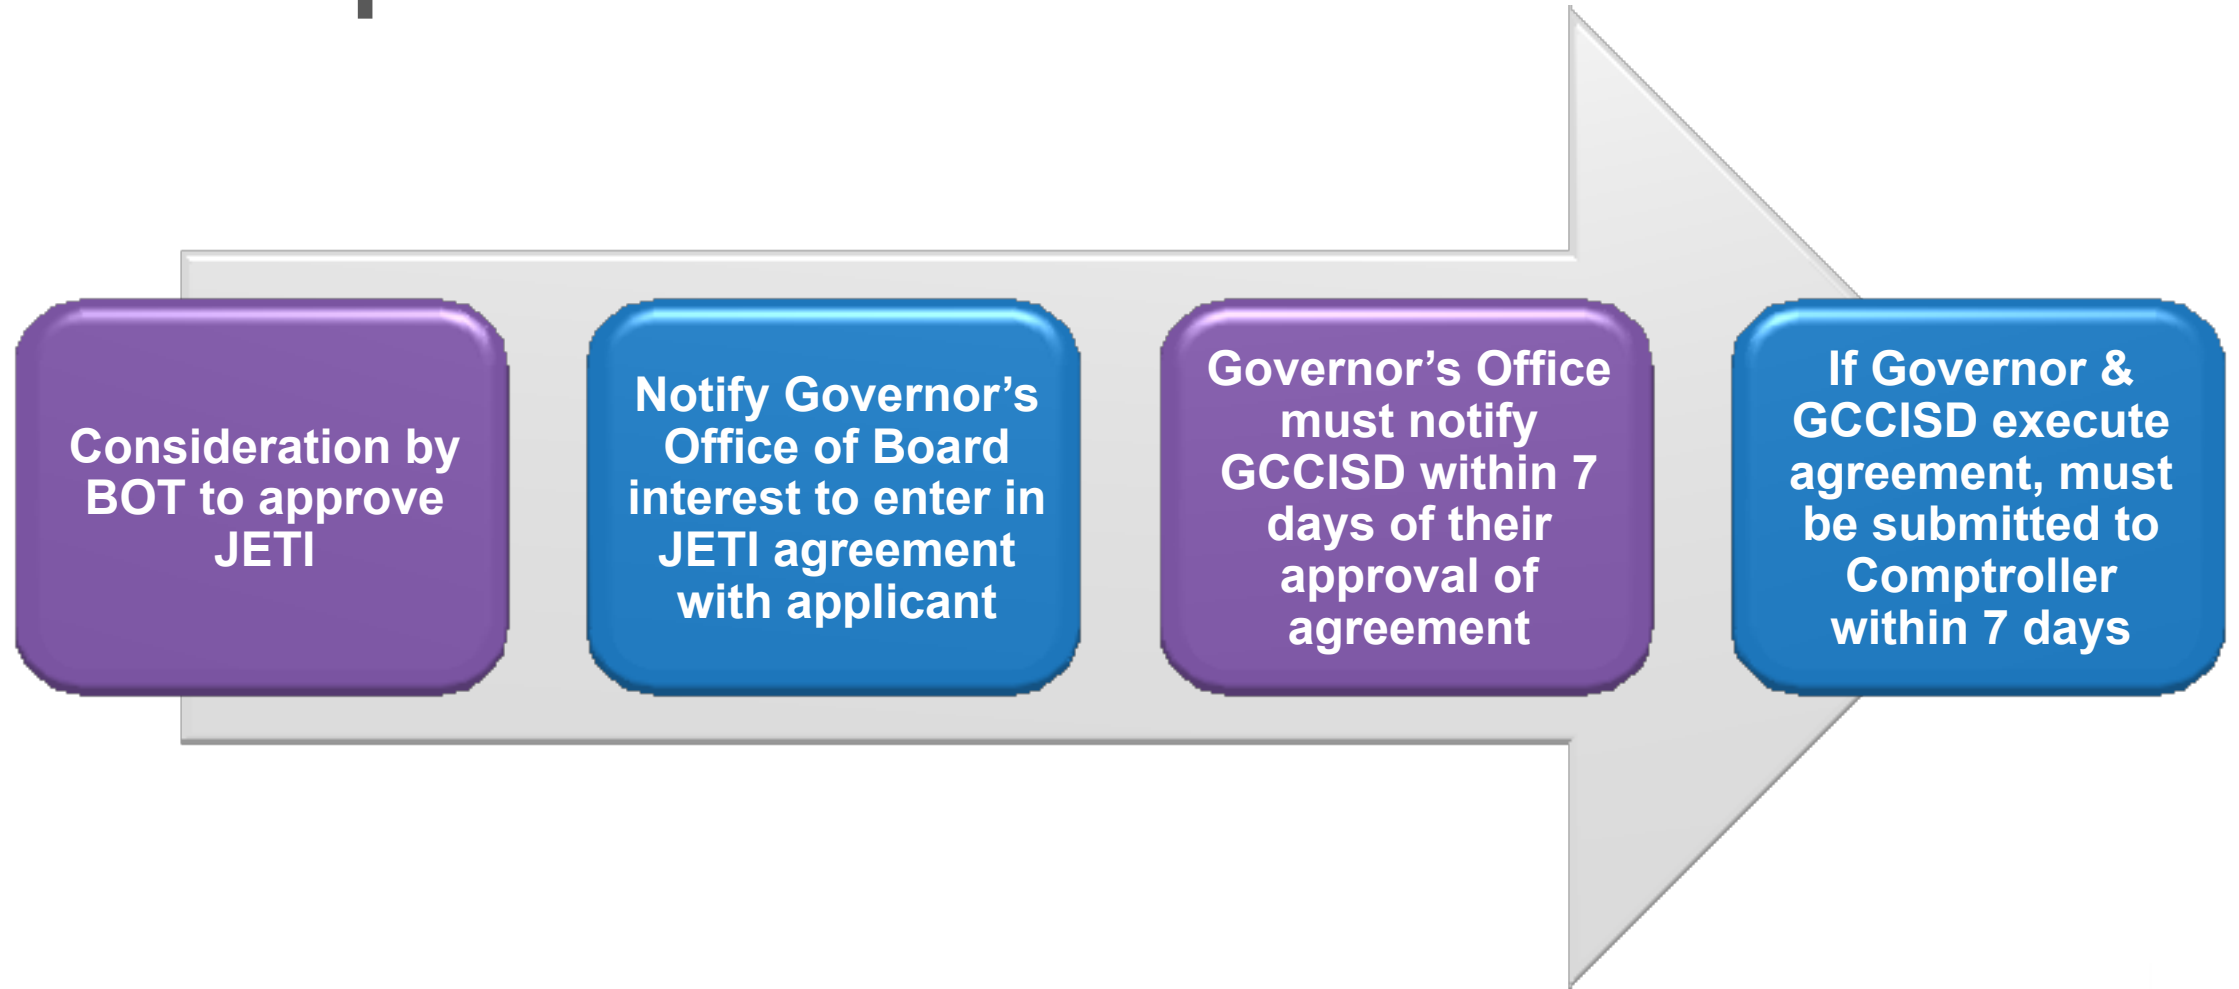 Consideration by
BOT to approve
JETI
Notify Governor’s
Office of Board
interest to enter in
JETI agreement
with applicant
Governor’s Office
must notify
GCCISD within 7
days of their
approval of
agreement
If Governor &
GCCISD execute
agreement, must
be submitted to
Comptroller
within 7 days